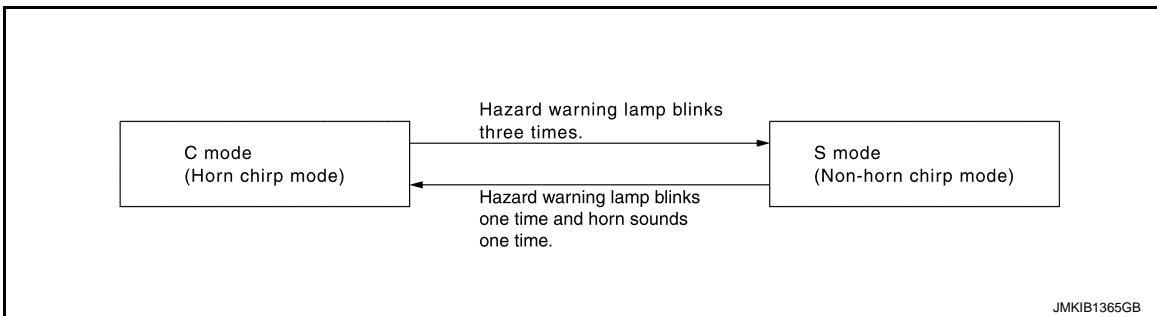 Hazard warning lamp blinks
three times.
C mode
(Horn chirp mode)
S mode
(Non-horn chirp mode)
Hazard warning lamp blinks
one time and horn sounds
one time.
JMKIB1365GB